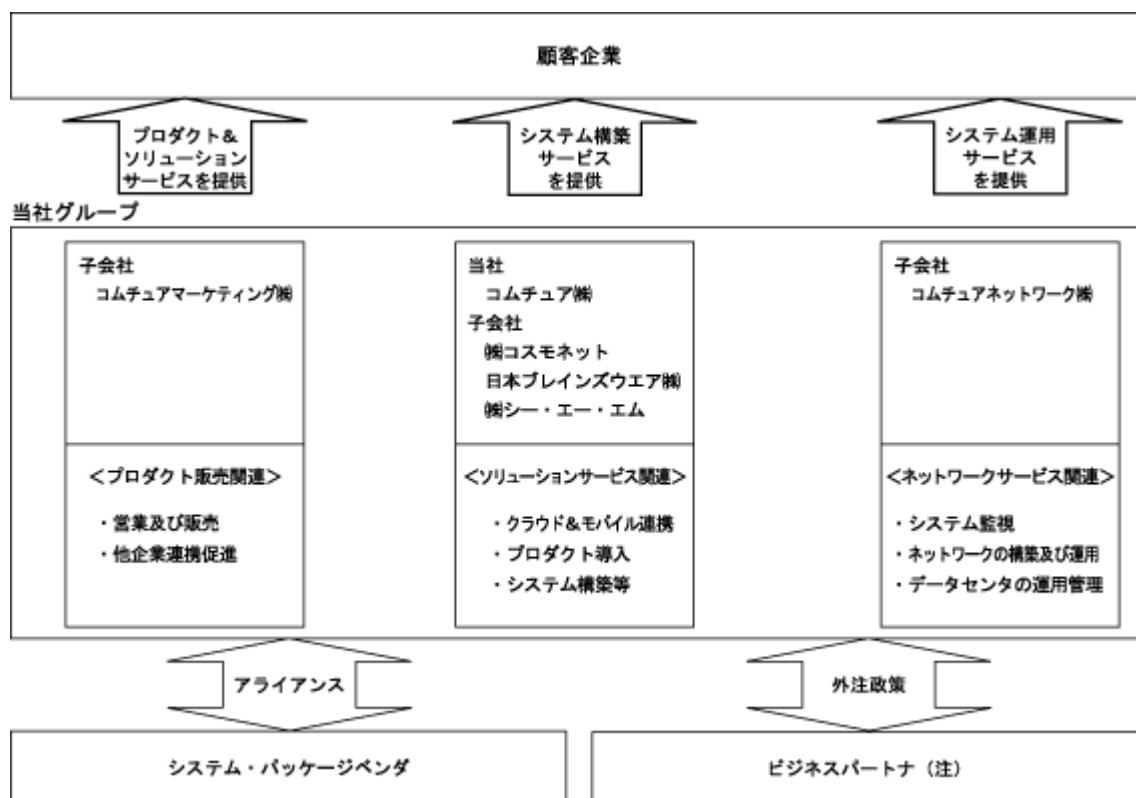 顧客企業
プロダクト＆
ソリューション
サービスを提供
システム構築
サービス
を提供
システム運用
サービス
を提供
当社グループ
子会社
コムチュアマーケティング㈱
＜プロダクト販売関連＞
・営業及び販売
・他企業連携促進
当社
コムチュア㈱
子会社
㈱コスモネット
日本ブレインズウエア㈱
㈱シー・エー・エム
＜ソリューションサービス関連＞
・クラウド＆モバイル連携
・プロダクト導入
・システム構築等
子会社
コムチュアネットワーク㈱
＜ネットワークサービス関連＞
・システム監視
・ネットワークの構築及び運用
・データセンタの運用管理
アライアンス
外注政策
システム・パッケージベンダ
ビジネスパートナ（注）